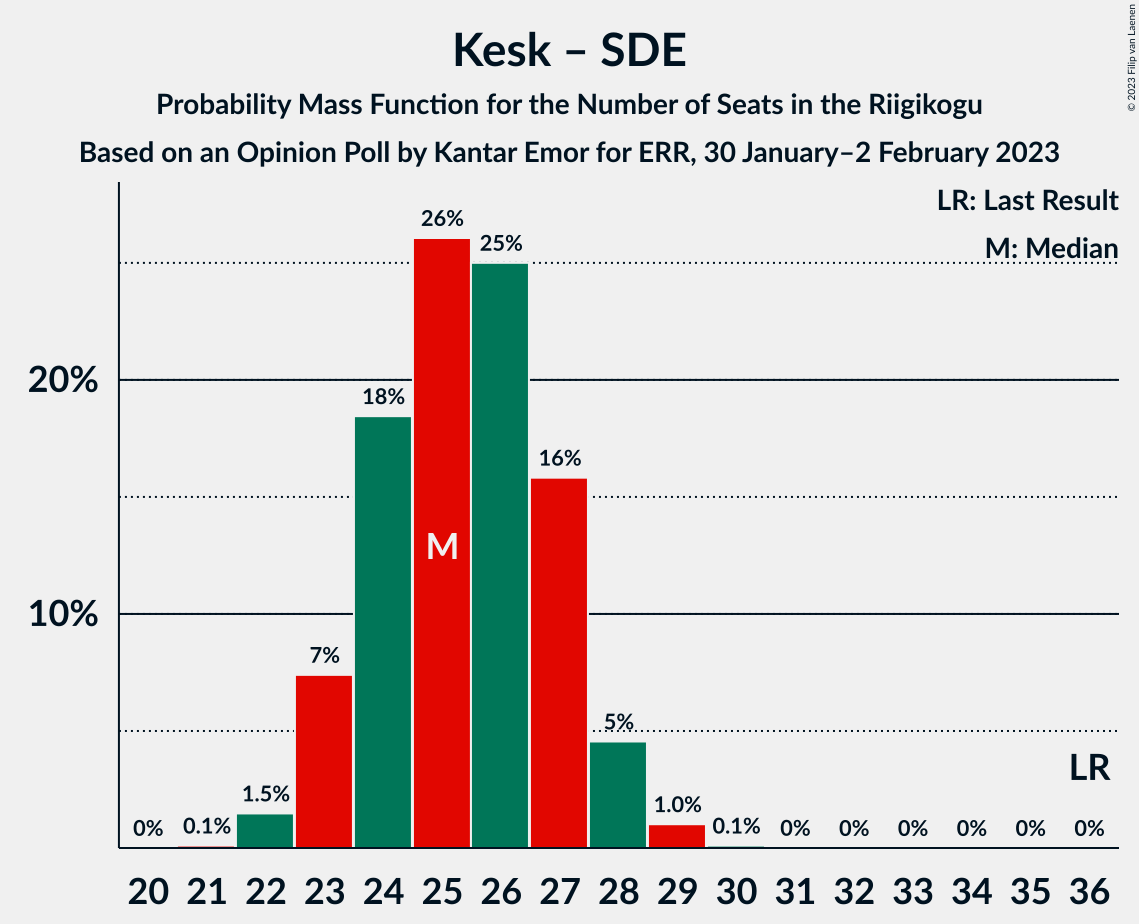 Kesk – SDE
Probability Mass Function for the Number of Seats in the Riigikogu
Based on an Opinion Poll by Kantar Emor for ERR, 30 January–2 February 2023
© 2023 Filip van Laenen
LR: Last Result
M: Median
20%
10%
0% 0.1% 1.5% 7% 18% 26% 25% 16% 5% 1.0% 0.1% 0% 0% 0% 0% 0% 0%
M
LR
20 21 22 23 24 25 26 27 28 29 30 31 32 33 34 35 36